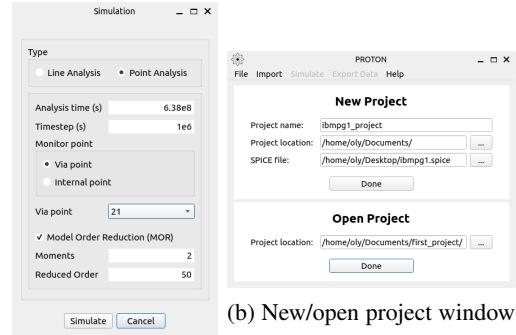 Simulation
Type
Line Analysis Point Analysis
Analysis time (s) 6.38e8
Timestep (s) 1e6
Monitor point
Via point
Internal point
Via point 21
Model Order Reduction (MOR)
Moments 2
Reduced Order 50
Simulate Cancel
PROTON
File Import Simulate Export Data Help
New Project
Project name: ibmpg1_project
Project location: /home/oly/Documents/ ...
SPICE file: /home/oly/Desktop/ibmpg1.spice ...
Done
Open Project
Project location: /home/oly/Documents/first_project/ ...
Done
(b) New/open project window